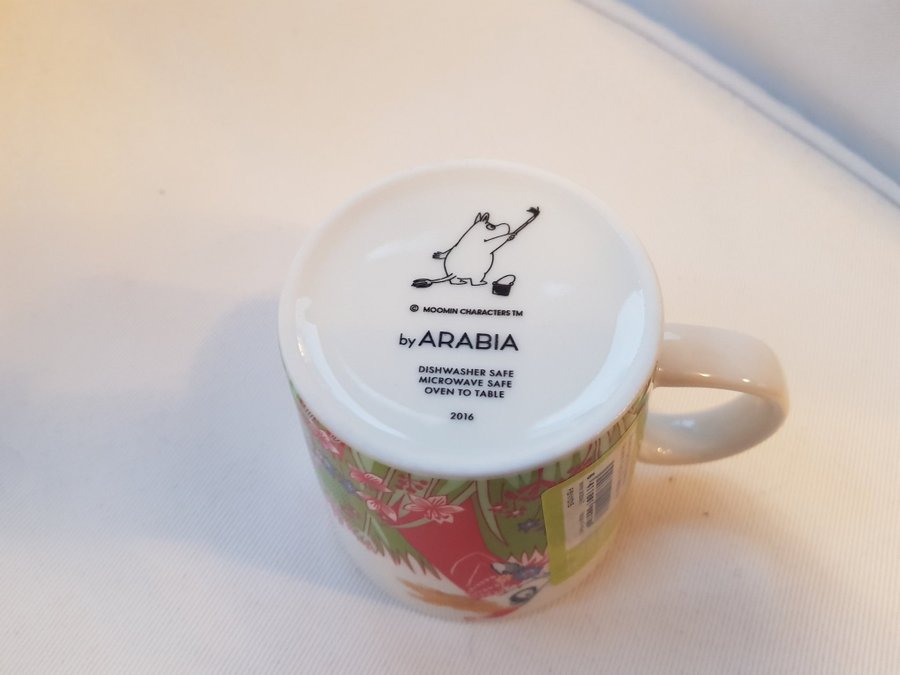 © MOOMIN CHARACTERS TM
by ARABIA
DISHWASHER SAFE
MICROWAVE SAFE
OVEN TO TABLE
2016